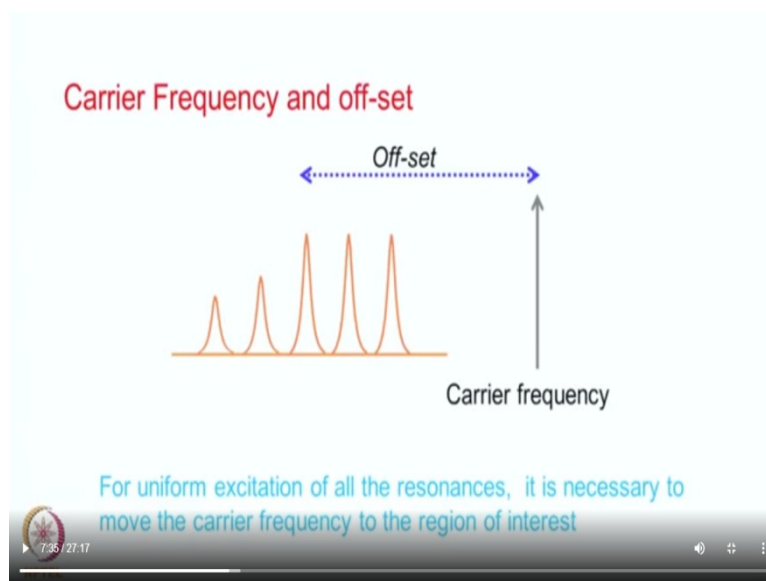 Carrier Frequency and off-set
Off-set
Carrier frequency
For uniform excitation of all the resonances, it is necessary to
move the carrier frequency to the region of interest
7:35 / 27:17